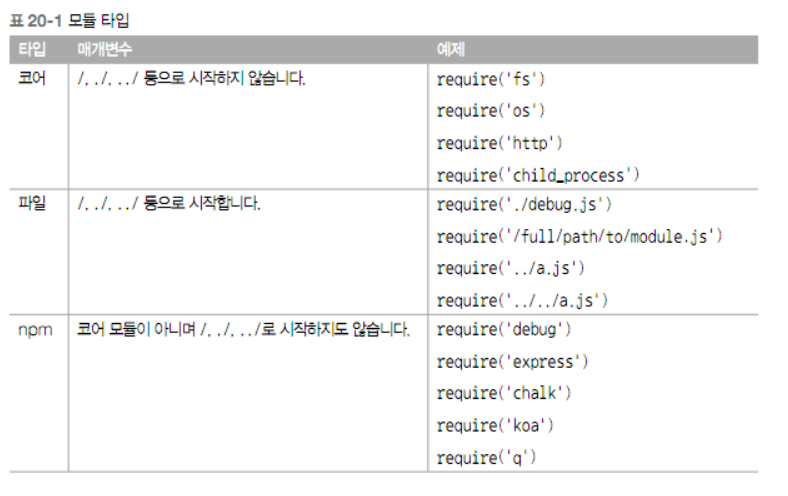 표 20-1 모듈 타입
타입 매개변수 예제
코어 /, ./, ../ 등으로 시작하지 않습니다. require('fs')
require('os')
require('http')
require('child_process')
파일 /, ./, ../ 등으로 시작합니다. require('./debug.js')
require('/full/path/to/module.js')
require('../a.js')
require('../../a.js')
npm 코어 모듈이 아니며 /, ./, ../로 시작하지도 않습니다. require('debug')
require('express')
require('chalk')
require('koa')
require('q')